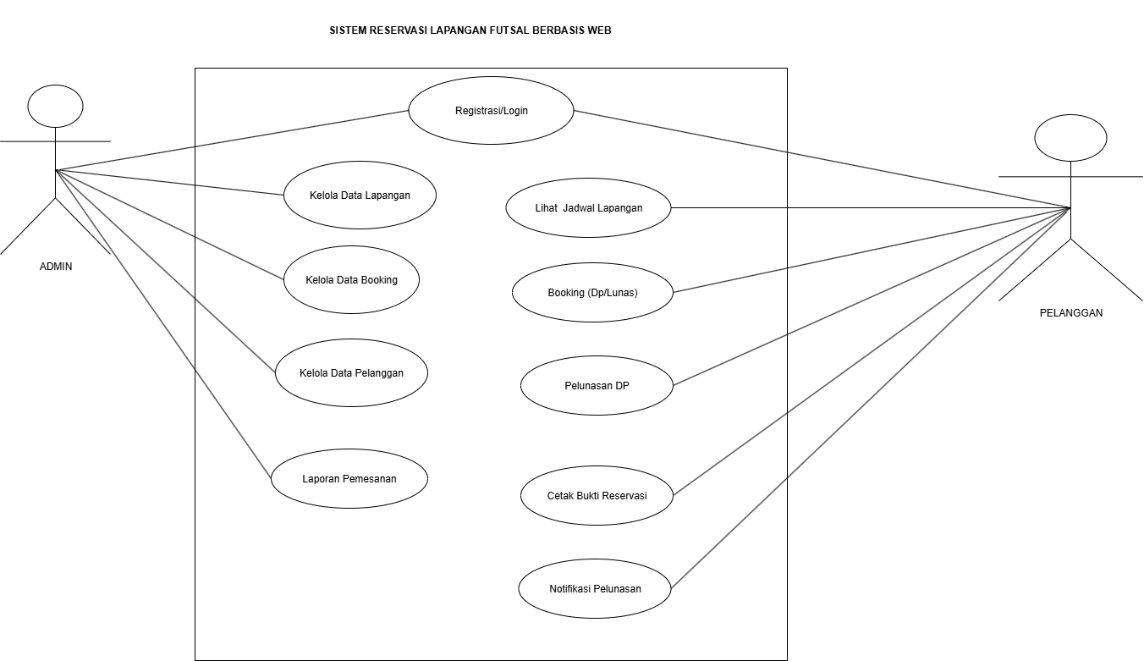 SISTEM RESERVASI LAPANGAN FUTSAL BERBASIS WEB
Registrasi/Login
Kelola Data Lapangan
Lihat Jadwal Lapangan
ADMIN
Kelola Data Booking
Booking (Dp/Lunas)
PELANGGAN
Kelola Data Pelanggan
Pelunasan DP
Laporan Pemesanan
Cetak Bukti Reservasi
Notifikasi Pelunasan